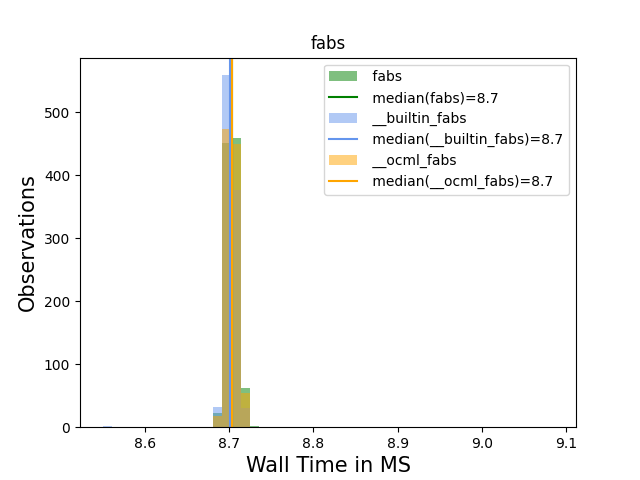 fabs
fabs
median(fabs)=8.7
__builtin_fabs
median(__builtin_fabs)=8.7
__ocml_fabs
median(__ocml_fabs)=8.7
Observations
500
400
300
200
100
0
8.6 8.7 8.8 8.9 9.0 9.1
Wall Time in MS